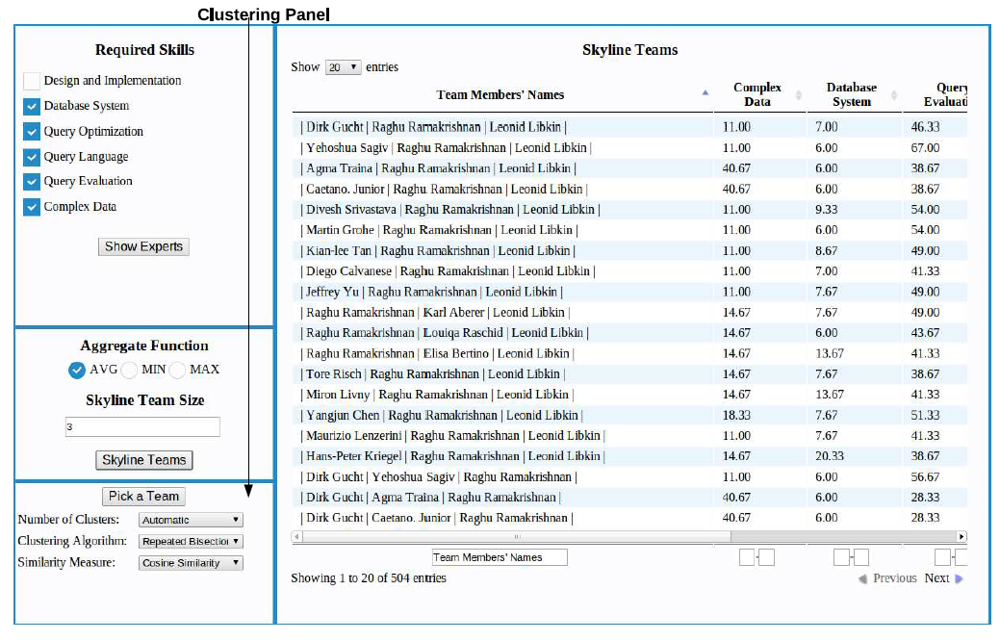 Clustering Panel
Required Skills
Design and Implementation
Database System
Query Optimization
Query Language
Query Evaluation
Complex Data
Show Experts
Aggregate Function
AVG MIN MAX
Skyline Team Size
3
Skyline Teams
Pick a Team
Number of Clusters: Automatic
Clustering Algorithm: Repeated Bisection
Similarity Measure: Cosine Similarity
Skyline Teams
Show 20 entries
Team Members' Names Complex Data Database System Query Evaluati
| Dirk Gucht | Raghu Ramakrishnan | Leonid Libkin | 11.00 7.00 46.33
| Yehoshua Sagiv | Raghu Ramakrishnan | Leonid Libkin | 11.00 6.00 67.00
| Agma Traina | Raghu Ramakrishnan | Leonid Libkin | 40.67 6.00 38.67
| Caetano. Junior | Raghu Ramakrishnan | Leonid Libkin | 40.67 6.00 38.67
| Divesh Srivastava | Raghu Ramakrishnan | Leonid Libkin | 11.00 9.33 54.00
| Martin Grohe | Raghu Ramakrishnan | Leonid Libkin | 11.00 6.00 54.00
| Kian-lee Tan | Raghu Ramakrishnan | Leonid Libkin | 11.00 8.67 49.00
| Diego Calvanese | Raghu Ramakrishnan | Leonid Libkin | 11.00 7.00 41.33
| Jeffrey Yu | Raghu Ramakrishnan | Leonid Libkin | 11.00 7.67 49.00
| Raghu Ramakrishnan | Karl Aberer | Leonid Libkin | 14.67 7.67 49.00
| Raghu Ramakrishnan | Louiqa Raschid | Leonid Libkin | 14.67 6.00 43.67
| Raghu Ramakrishnan | Elisa Bertino | Leonid Libkin | 14.67 13.67 41.33
| Tore Risch | Raghu Ramakrishnan | Leonid Libkin | 14.67 7.67 38.67
| Miron Livny | Raghu Ramakrishnan | Leonid Libkin | 14.67 13.67 41.33
| Yangjun Chen | Raghu Ramakrishnan | Leonid Libkin | 18.33 7.67 51.33
| Maurizio Lenzerini | Raghu Ramakrishnan | Leonid Libkin | 11.00 7.67 41.33
| Hans-Peter Kriegel | Raghu Ramakrishnan | Leonid Libkin | 14.67 20.33 38.67
| Dirk Gucht | Yehoshua Sagiv | Raghu Ramakrishnan | 11.00 6.00 56.67
| Dirk Gucht | Agma Traina | Raghu Ramakrishnan | 40.67 6.00 28.33
| Dirk Gucht | Caetano. Junior | Raghu Ramakrishnan | 40.67 6.00 28.33
Team Members' Names - - -
Showing 1 to 20 of 504 entries Previous Next